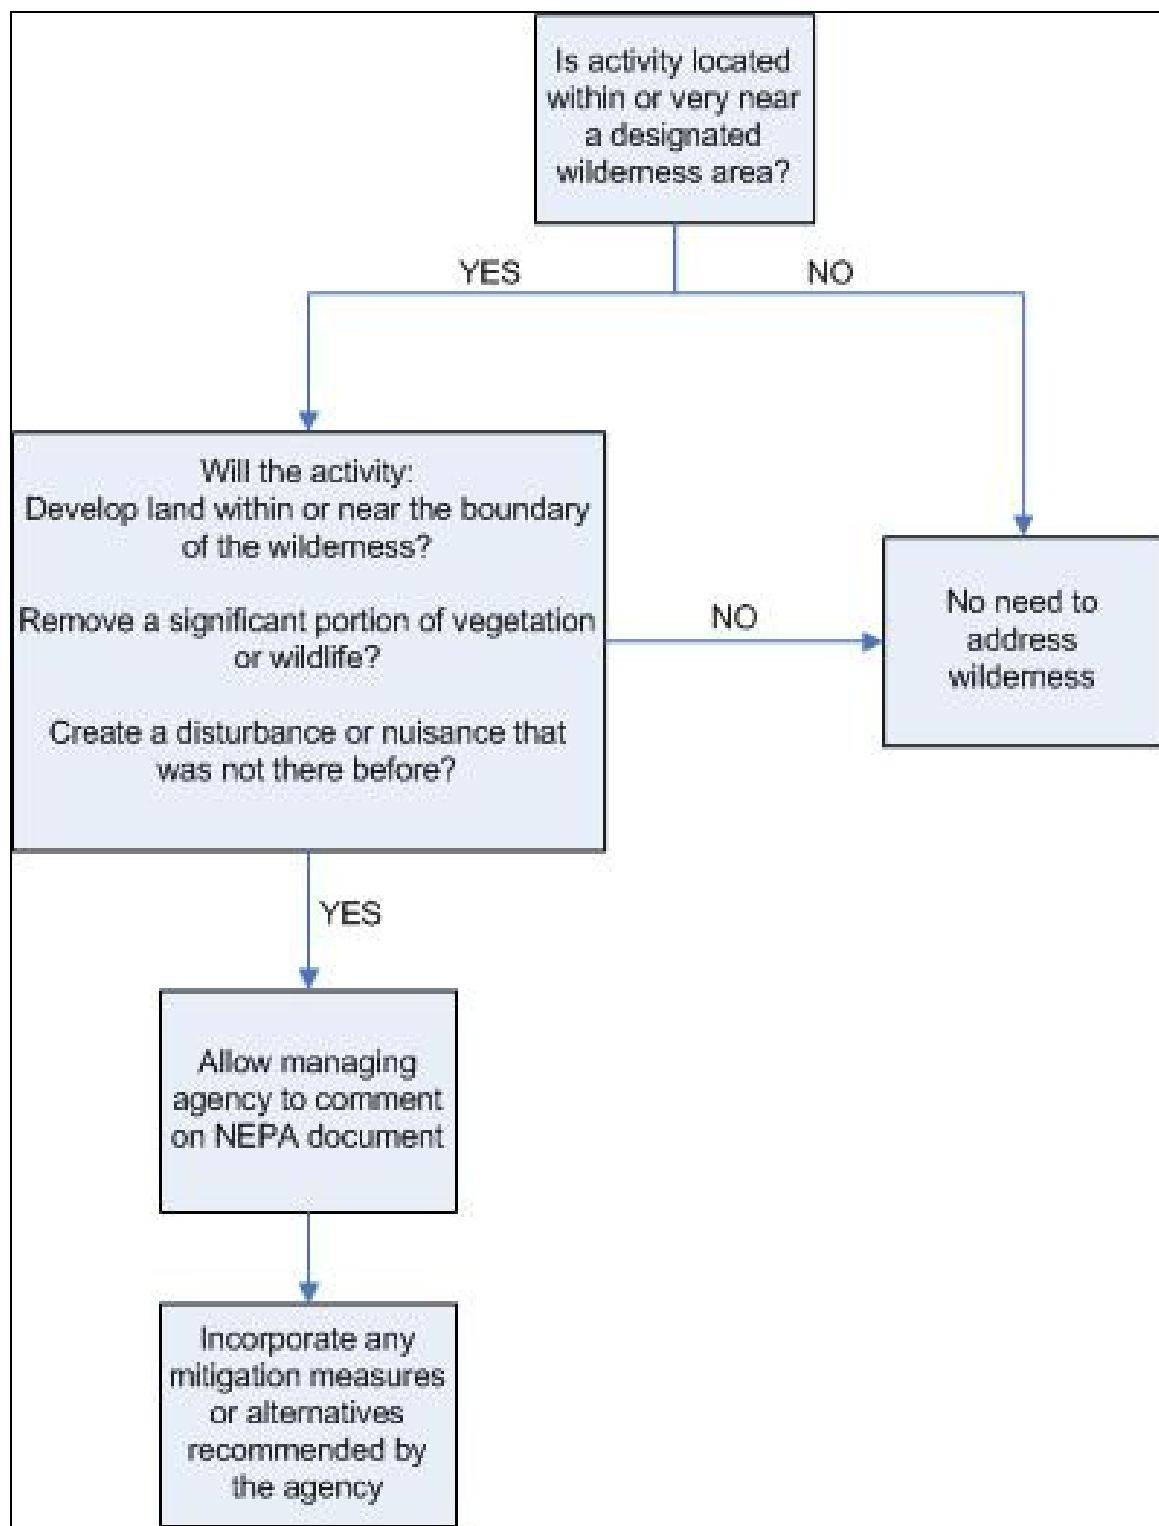 Is activity located
within or very near
a designated
wilderness area?
YES
NO
Will the activity:
Develop land within or near the boundary
of the wilderness?
Remove a significant portion of vegetation
or wildlife?
Create a disturbance or nuisance that
was not there before?
NO
No need to
address
wilderness
YES
Allow managing
agency to comment
on NEPA document
Incorporate any
mitigation measures
or alternatives
recommended by
the agency